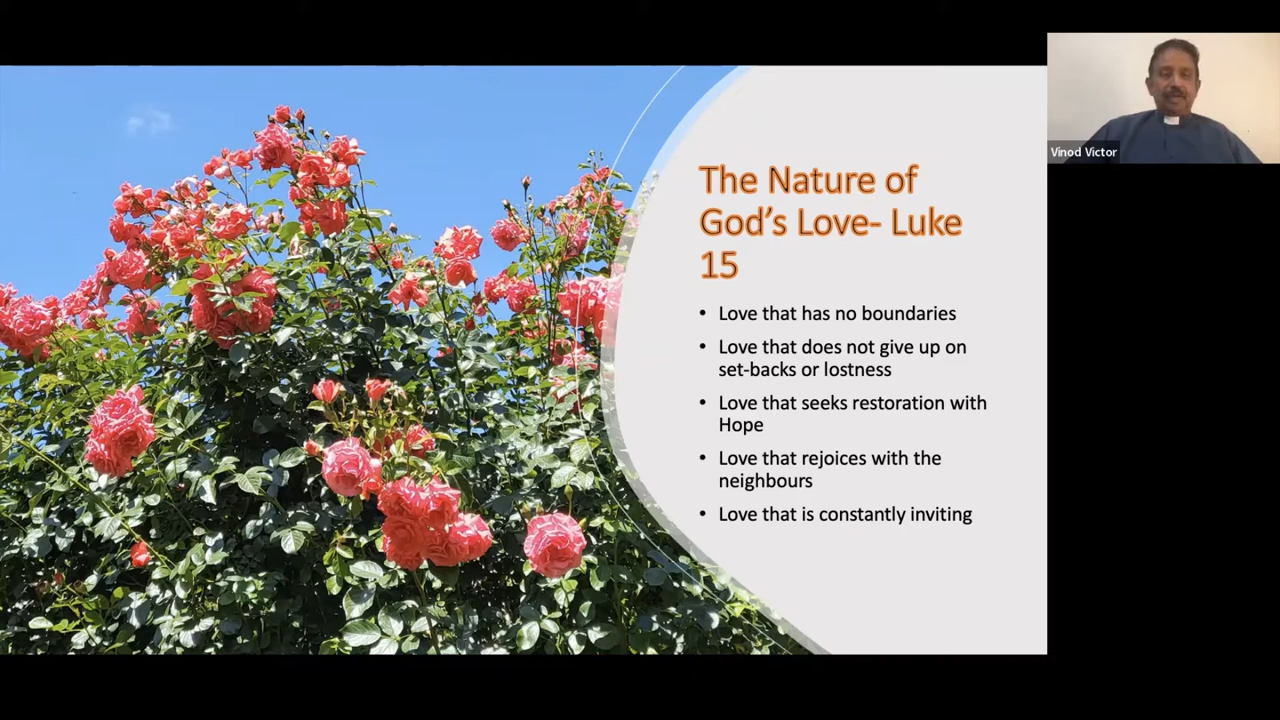 The Nature of
God's Love- Luke
15
• Love that has no boundaries
• Love that does not give up on
set-backs or lostness
• Love that seeks restoration with
Hope
• Love that rejoices with the
neighbours
• Love that is constantly inviting
Vinod Victor